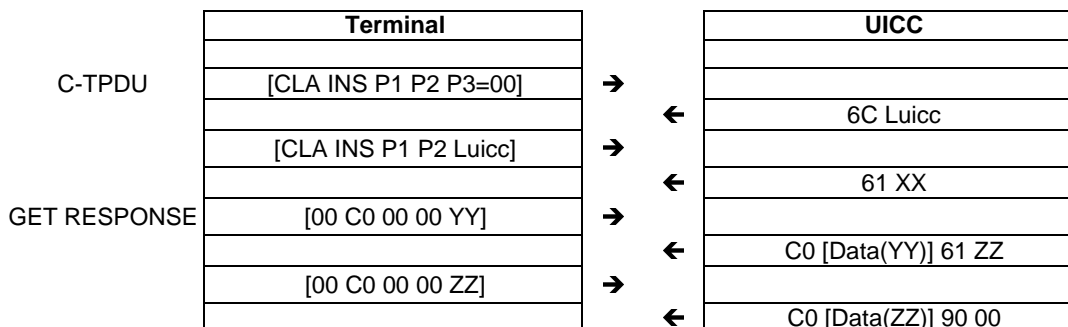 Terminal UICC
C-TPDU [CLA INS P1 P2 P3=00] ➔
🡰 6C Luicc
[CLA INS P1 P2 Luicc] ➔
🡰 61 XX
GET RESPONSE [00 C0 00 00 YY] ➔
🡰 C0 [Data(YY)] 61 ZZ
[00 C0 00 00 ZZ] ➔
🡰 C0 [Data(ZZ)] 90 00